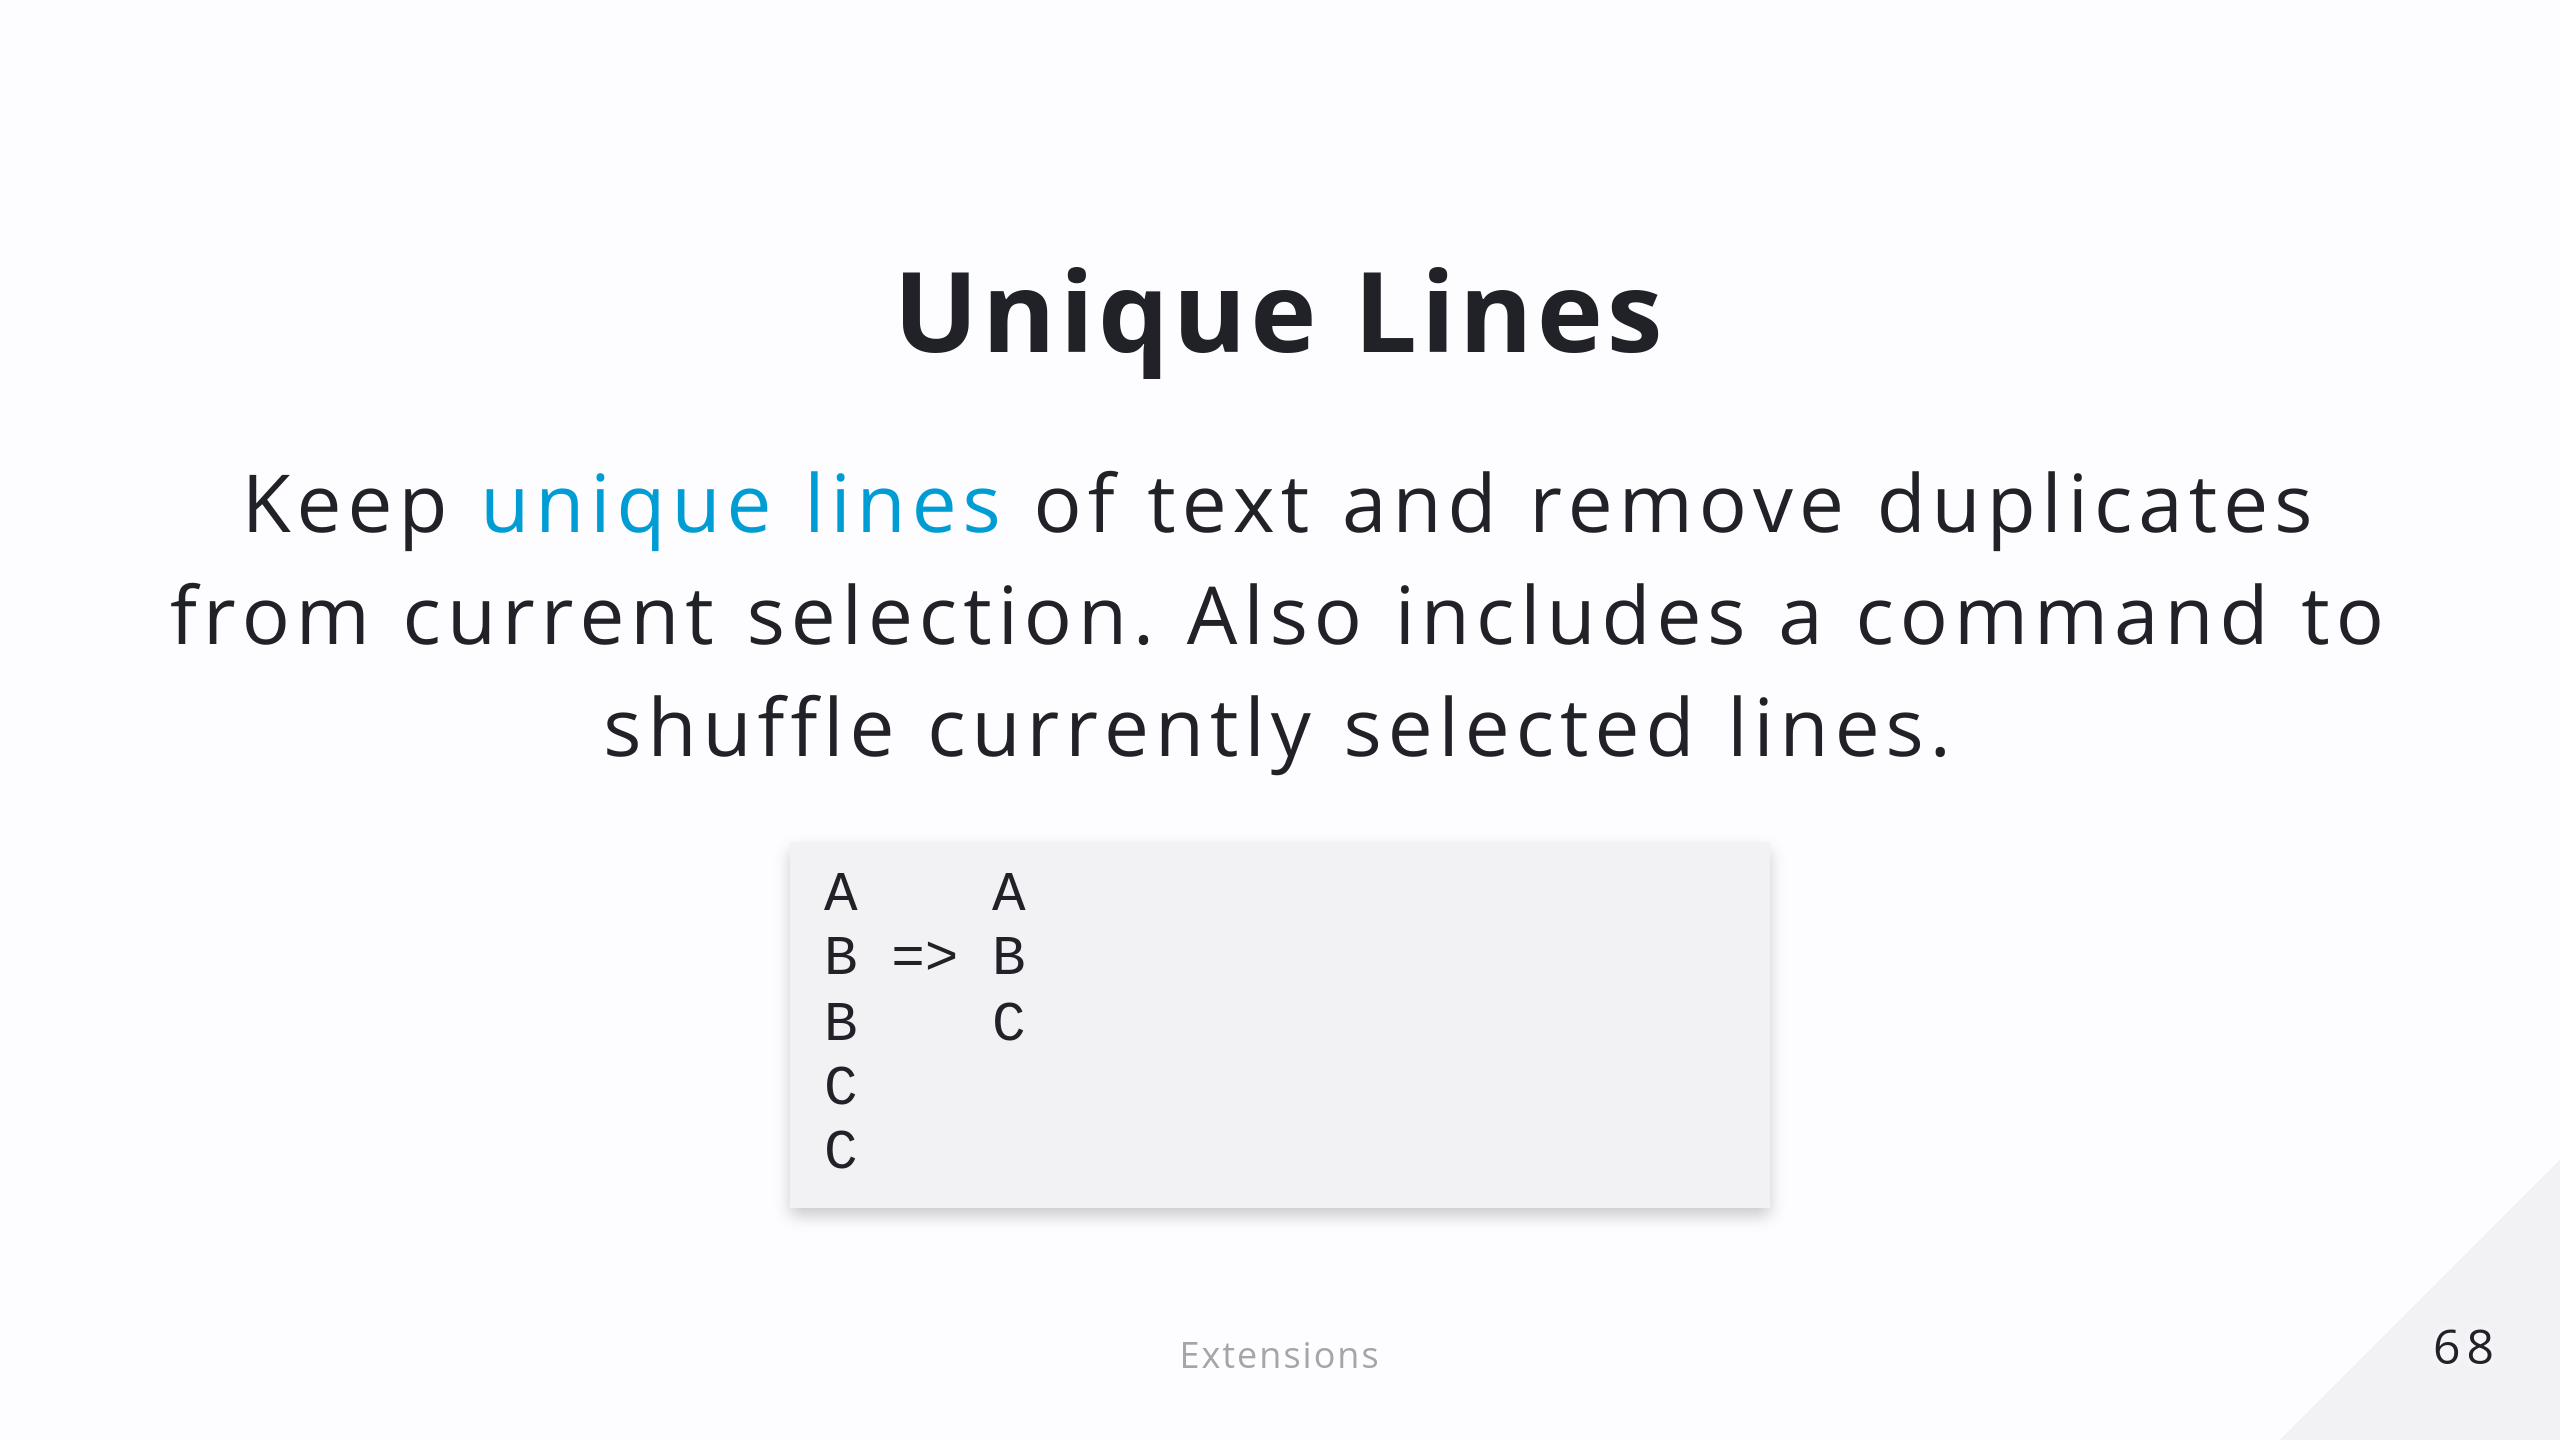 Unique Lines
Keep unique lines of text and remove duplicates
from current selection. Also includes a command to
shuffle currently selected lines.
A    A
B => B
B    C
C
C
Extensions
68